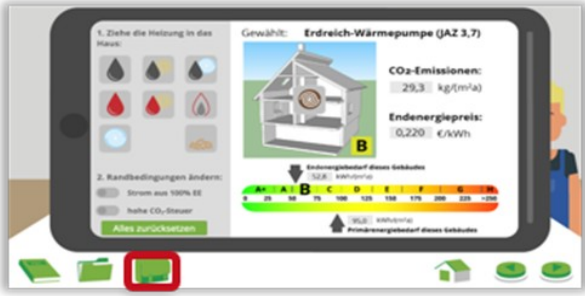 1. Ziehe die Heizung in das
Haus:
2. Randbedingungen ändern:
Strom aus 100% EE
hohe CO₂-Steuer
Alles zurücksetzen
Gewählt: Erdreich-Wärmepumpe (JAZ 3,7)
B
CO₂-Emissionen:
29,3 kg/(m²a)
Endenergiepreis:
0,220 €/kWh
Endenergiebedarf dieses Gebäudes
52,8 kWh/(m²a)
A+ A B C D E F G H
0 25 50 75 100 125 150 175 200 225 >250
95,0 kWh/(m²a)
Primärenergiebedarf dieses Gebäudes